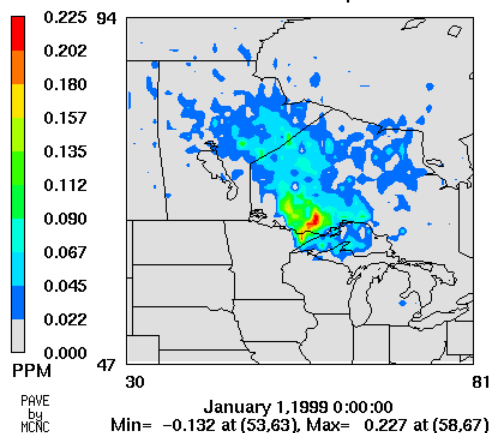 0.225
0.202
0.180
0.157
0.135
0.112
0.090
0.067
0.045
0.022
0.000
PPM
PAVE
by
MCNC
94
47
30
81
January 1,1999 0:00:00
Min= -0.132 at (53,63), Max= 0.227 at (58,67)